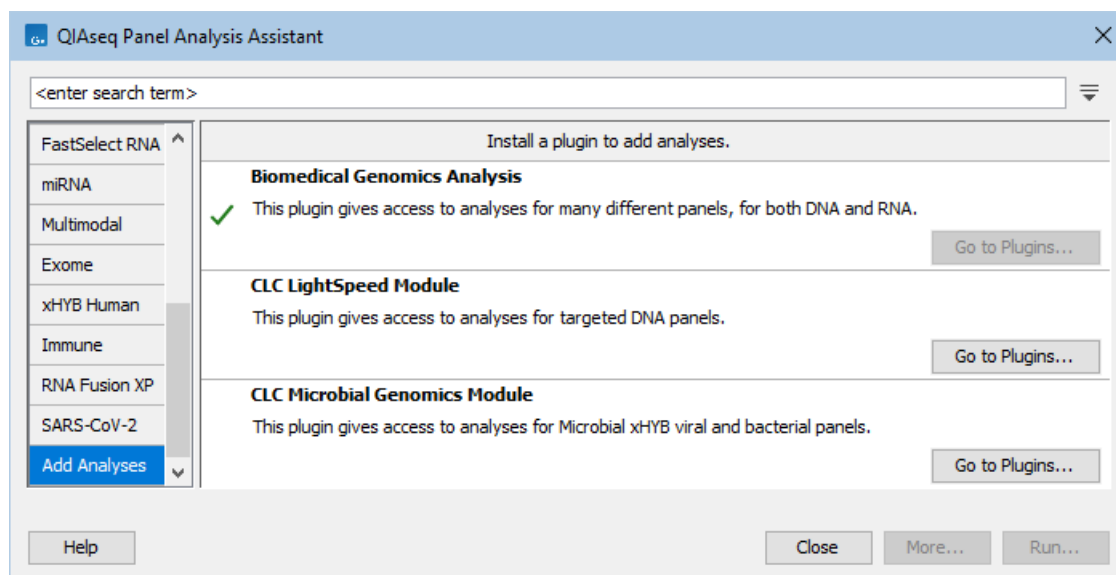 QIAseq Panel Analysis Assistant
<enter search term>
FastSelect RNA
miRNA
Multimodal
Exome
xHYB Human
Immune
RNA Fusion XP
SARS-CoV-2
Add Analyses
Install a plugin to add analyses.
Biomedical Genomics Analysis
This plugin gives access to analyses for many different panels, for both DNA and RNA.
Go to Plugins...
CLC LightSpeed Module
This plugin gives access to analyses for targeted DNA panels.
Go to Plugins...
CLC Microbial Genomics Module
This plugin gives access to analyses for Microbial xHYB viral and bacterial panels.
Go to Plugins...
Help
Close
More...
Run...